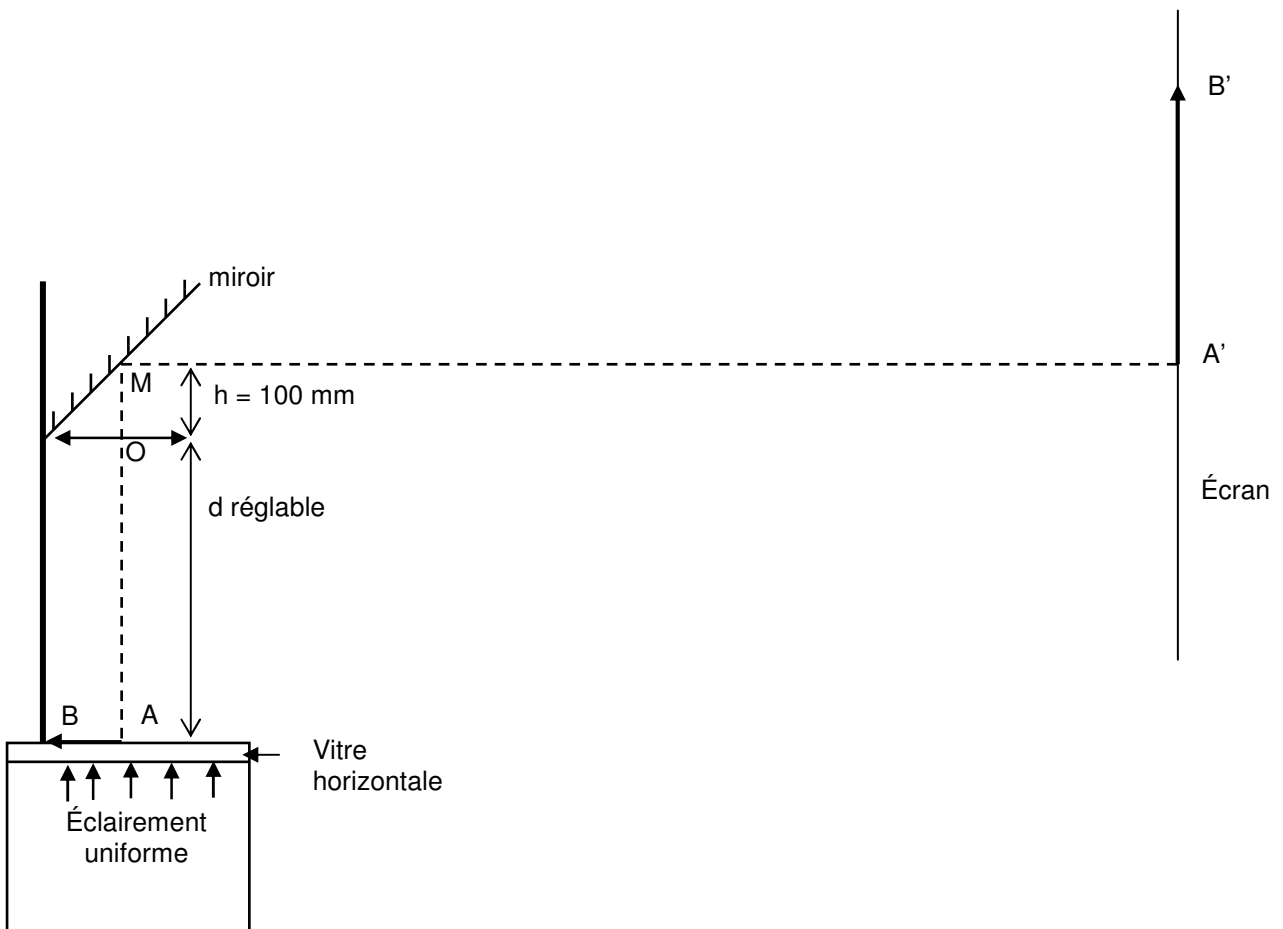 B’
miroir
A’
M
h = 100 mm
O
Écran
d réglable
B
A
Vitre
horizontale
Éclairement
uniforme